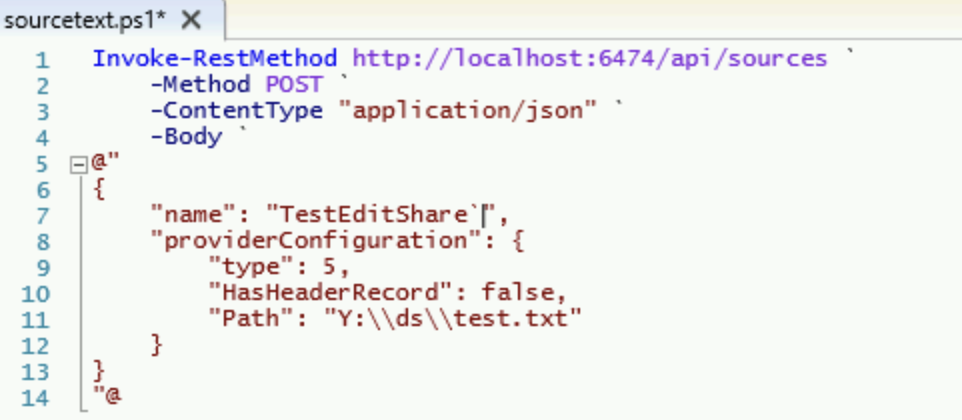 sourcetext.ps1*
1 Invoke-RestMethod http://localhost:6474/api/sources `
2 -Method POST `
3 -ContentType "application/json" `
4 -Body `
5 @"
6 {
7 "name": "TestEditShare`",
8 "providerConfiguration": {
9 "type": 5,
10 "HasHeaderRecord": false,
11 "Path": "Y:\\ds\\test.txt"
12 }
13 }
14 "@